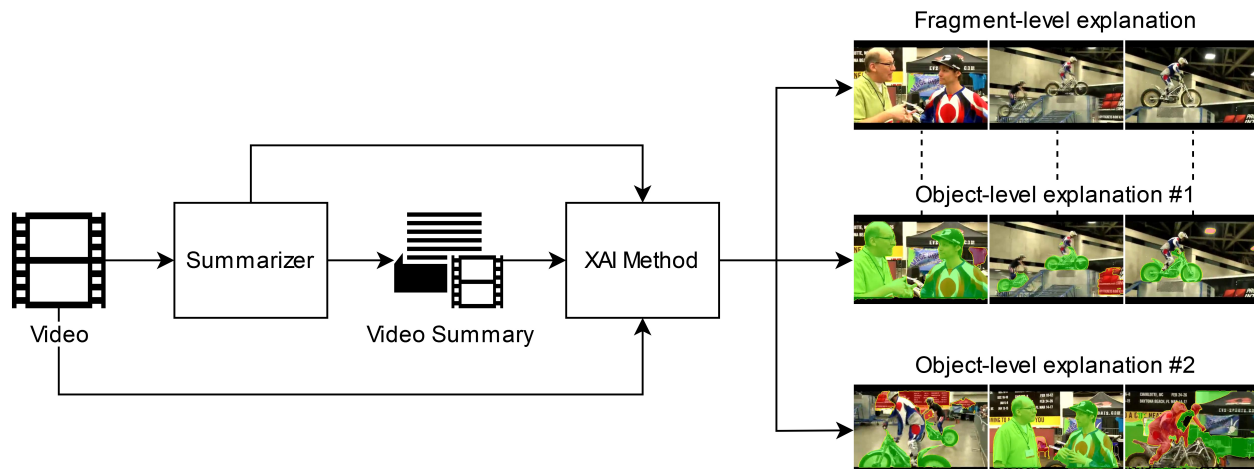 Fragment-level explanation
Object-level explanation #1
Summarizer
XAI Method
Video
Video Summary
Object-level explanation #2